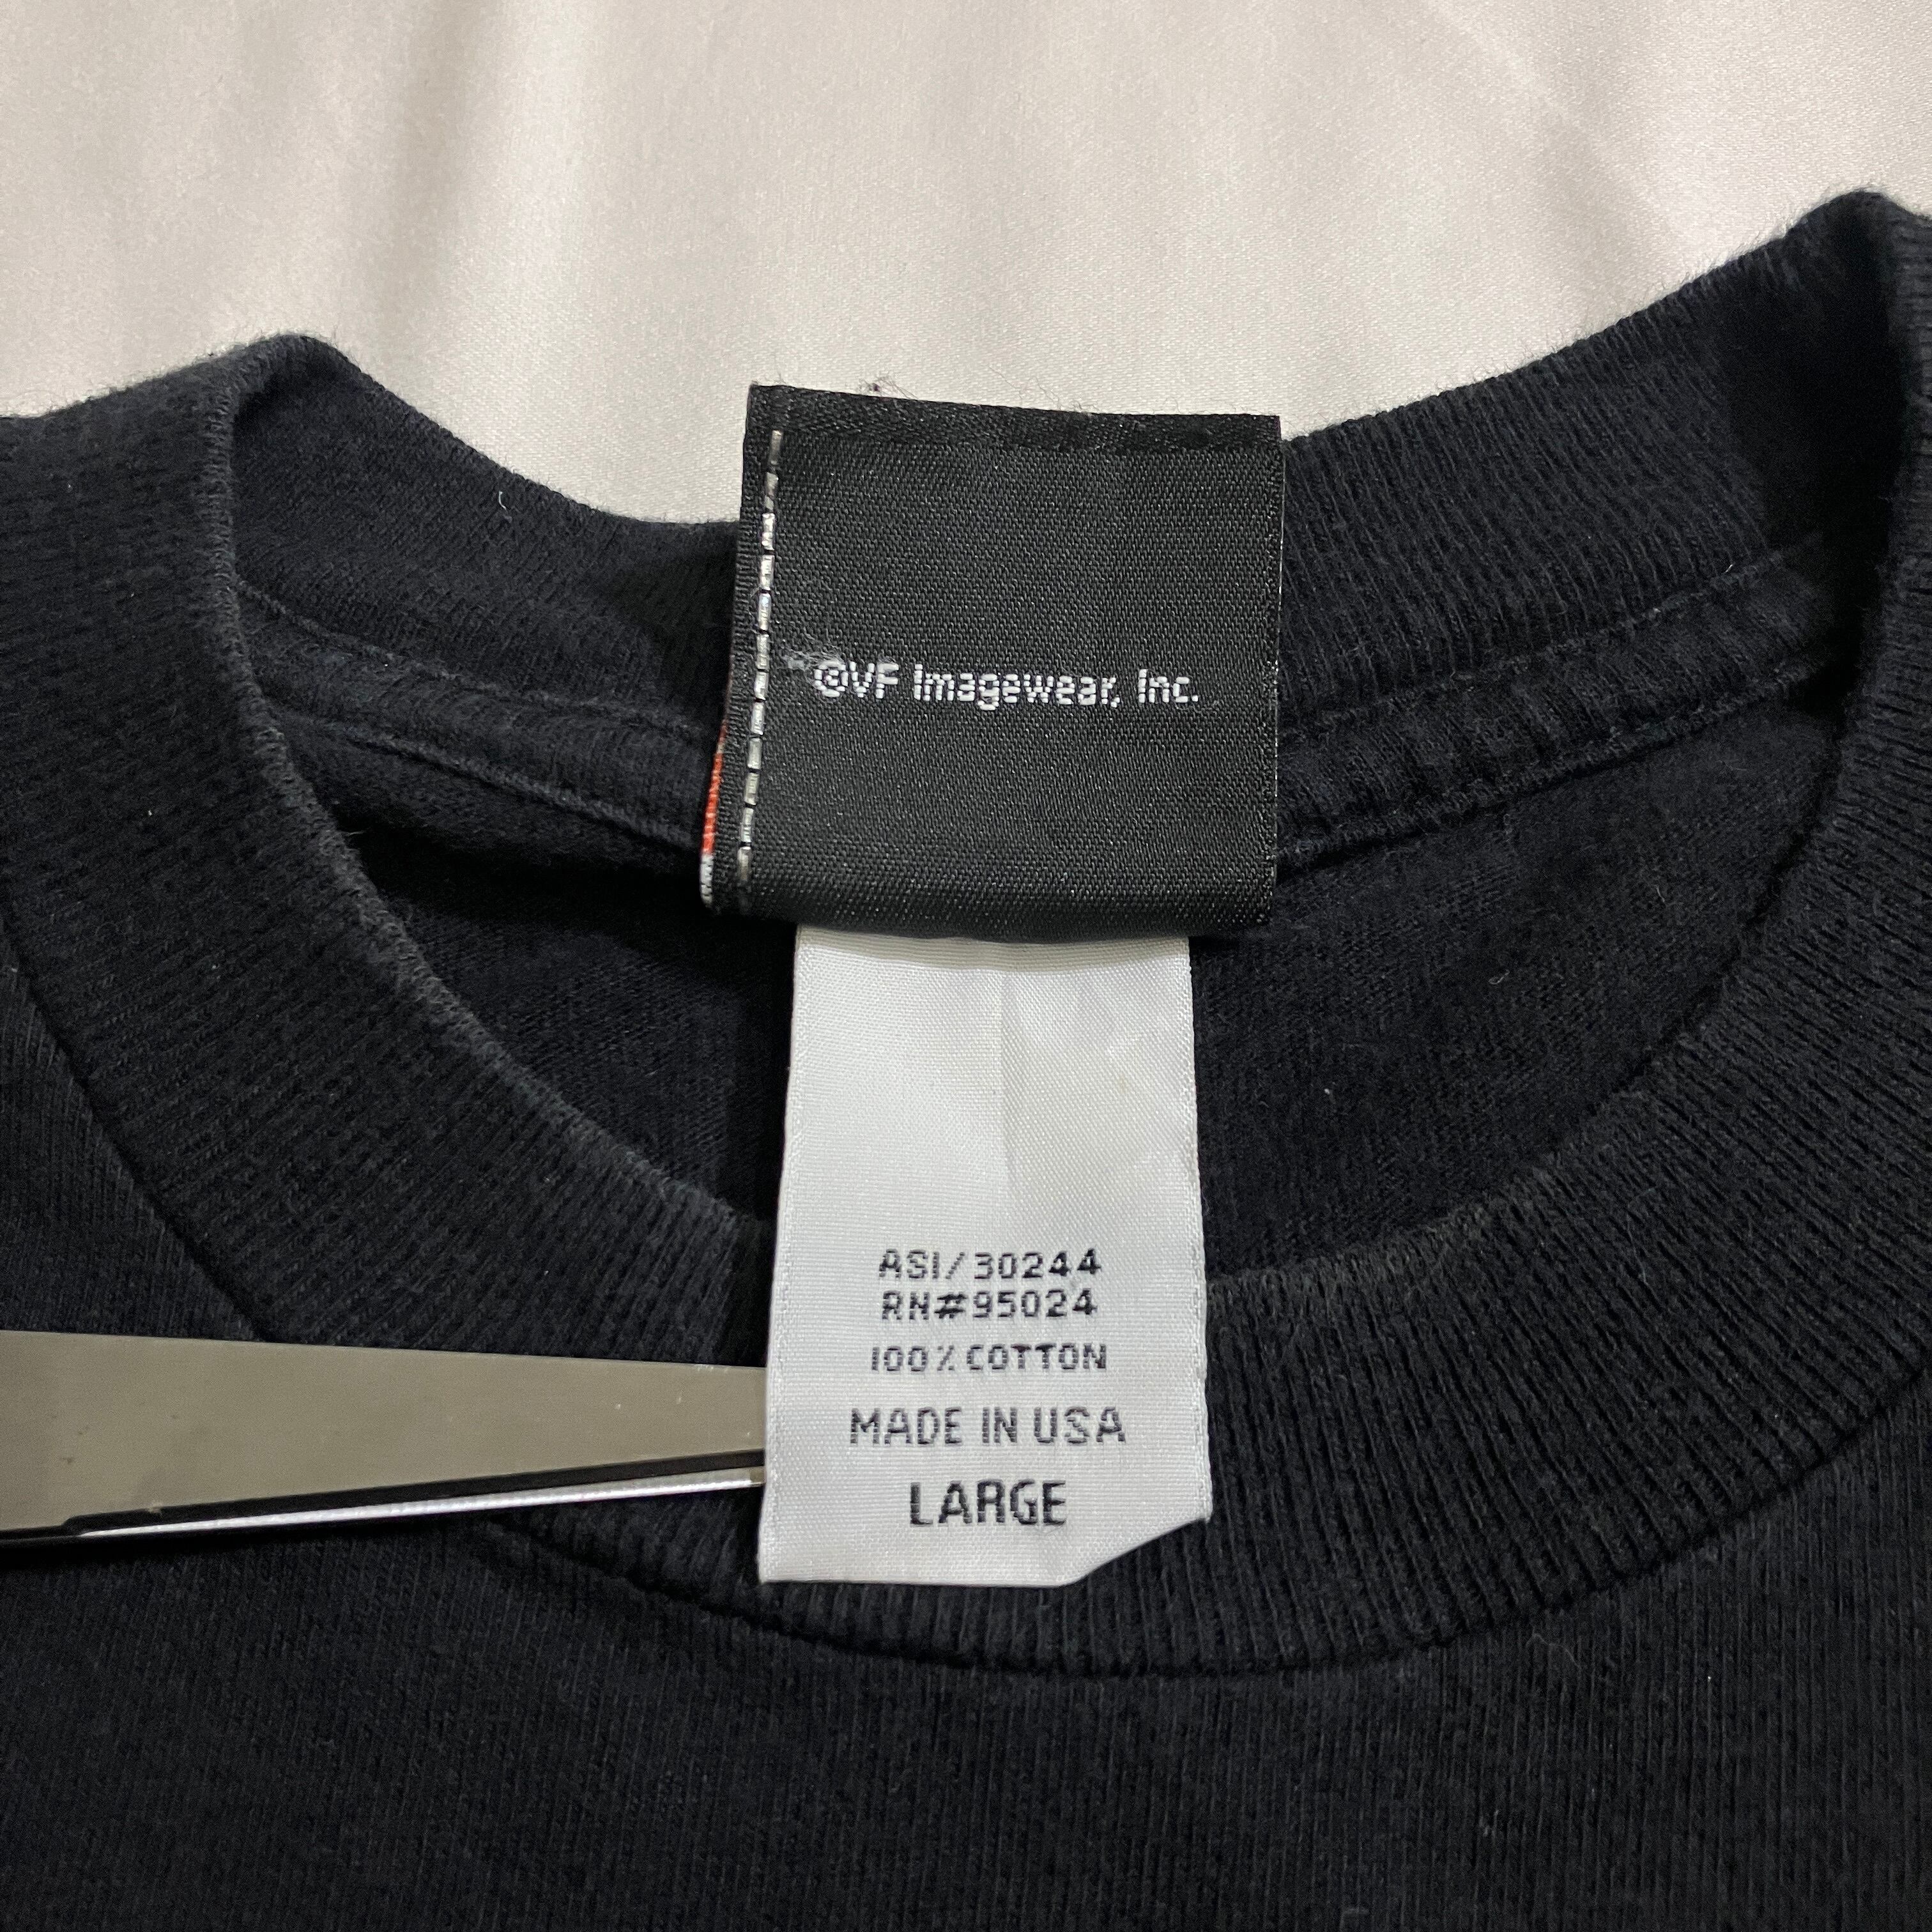 ©VF Imagewear, Inc.
ASI/30244
RN#95024
100% COTTON
MADE IN USA
LARGE